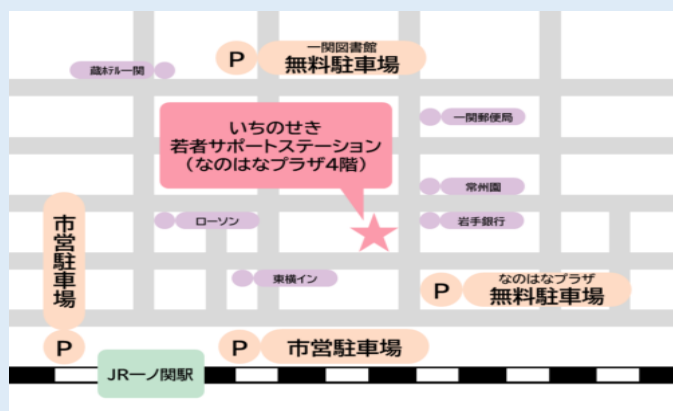 一関図書館
P 無料駐車場
蔵ホテル一関
一関郵便局
いちのせき
若者サポートステーション
(なのはなプラザ4階)
常州園
ローソン
岩手銀行
市営駐車場
P
東横イン
なのはなプラザ
P 無料駐車場
P 市営駐車場
JR一ノ関駅